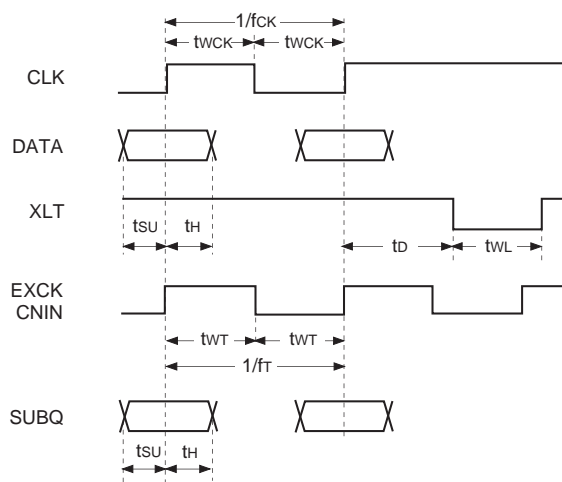 1/fCK
tWCK tWCK
CLK
DATA
XLT
tSU tH tD tWL
EXCK
CNIN
tWT tWT
1/fT
SUBQ
tSU tH